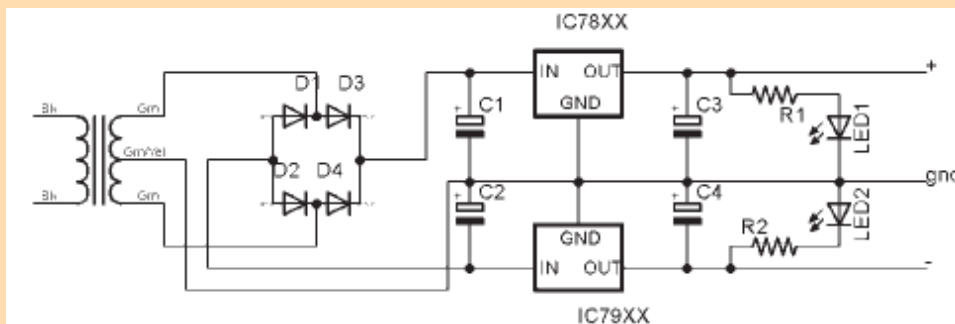 IC78XX
D1 D3
IN OUT
GND
+
Blk
Grn
C1
C3
R1
LED1
Grn/Yel
D2 D4
gnd
Blk
Grn
C2
C4
LED2
GND
R2
IN OUT
-
IC79XX